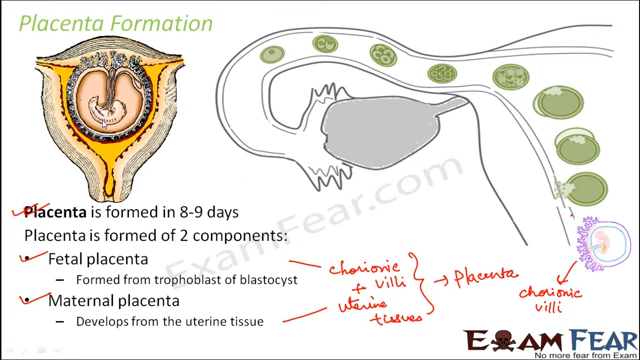 Placenta Formation
Placenta is formed in 8-9 days
Placenta is formed of 2 components:
• Fetal placenta
– Formed from trophoblast of blastocyst
• Maternal placenta
– Develops from the uterine tissue
chorionic
+ villi
uterine
tissues
→ Placenta
chorionic
villi
ExamFear.com
EXAM FEAR
No more fear from Exam